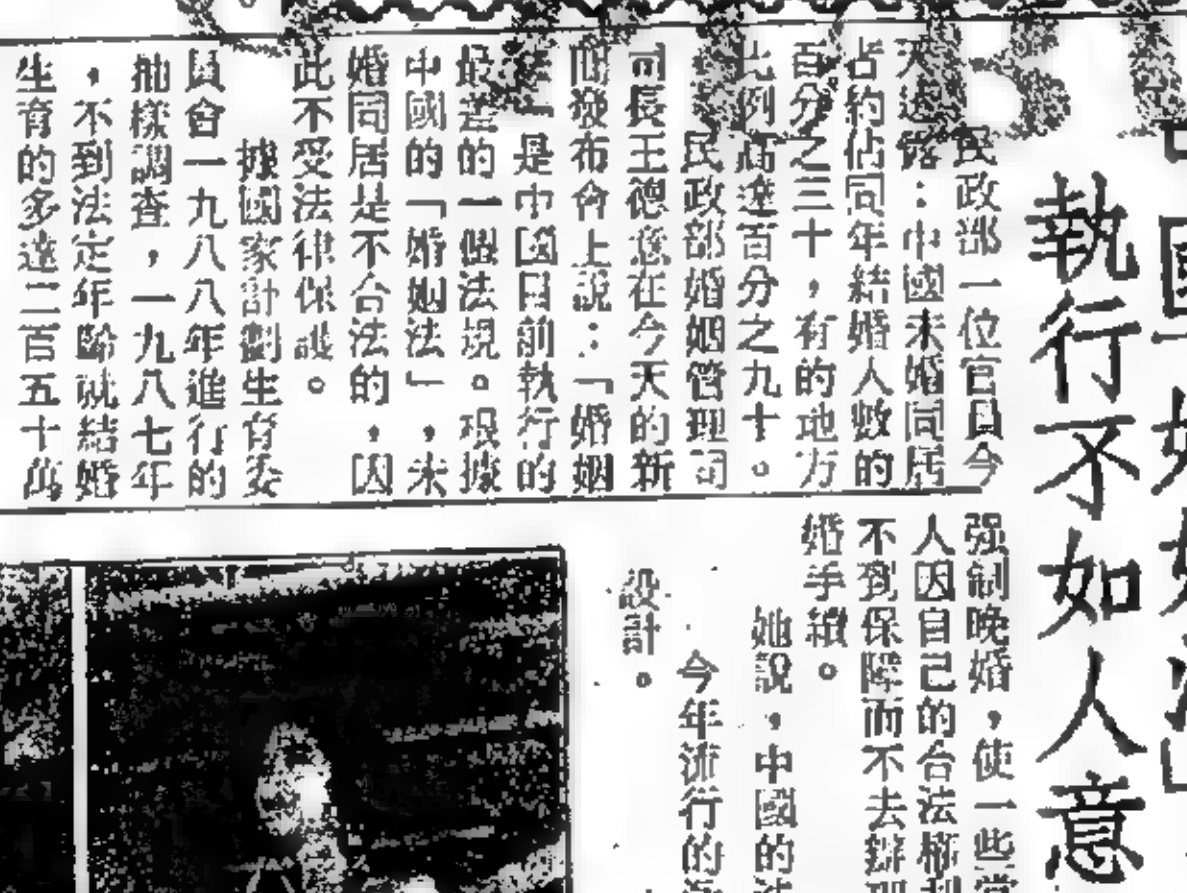 執行不如人意
民政部一位官員今
天透露：中國未婚同居
占約佔同年結婚人數的
百分之三十，有的地方
比例高達百分之九十。
民政部婚姻管理司
司長王德意在今天的新
聞發布會上說：「婚姻
法」是中國目前執行的
最差的一個法規。根據
中國的「婚姻法」，未
婚同居是不合法的，因
此不受法律保護。
據國家計劃生育委
員會一九八八年進行的
抽樣調查，一九八七年
，不到法定年齡就結婚
生育的多達二百五十萬
强制晚婚，使一些當
人因自己的合法權利
不到保障而不去辦理
婚手續。
她說，中國的
今年流行的
設計。